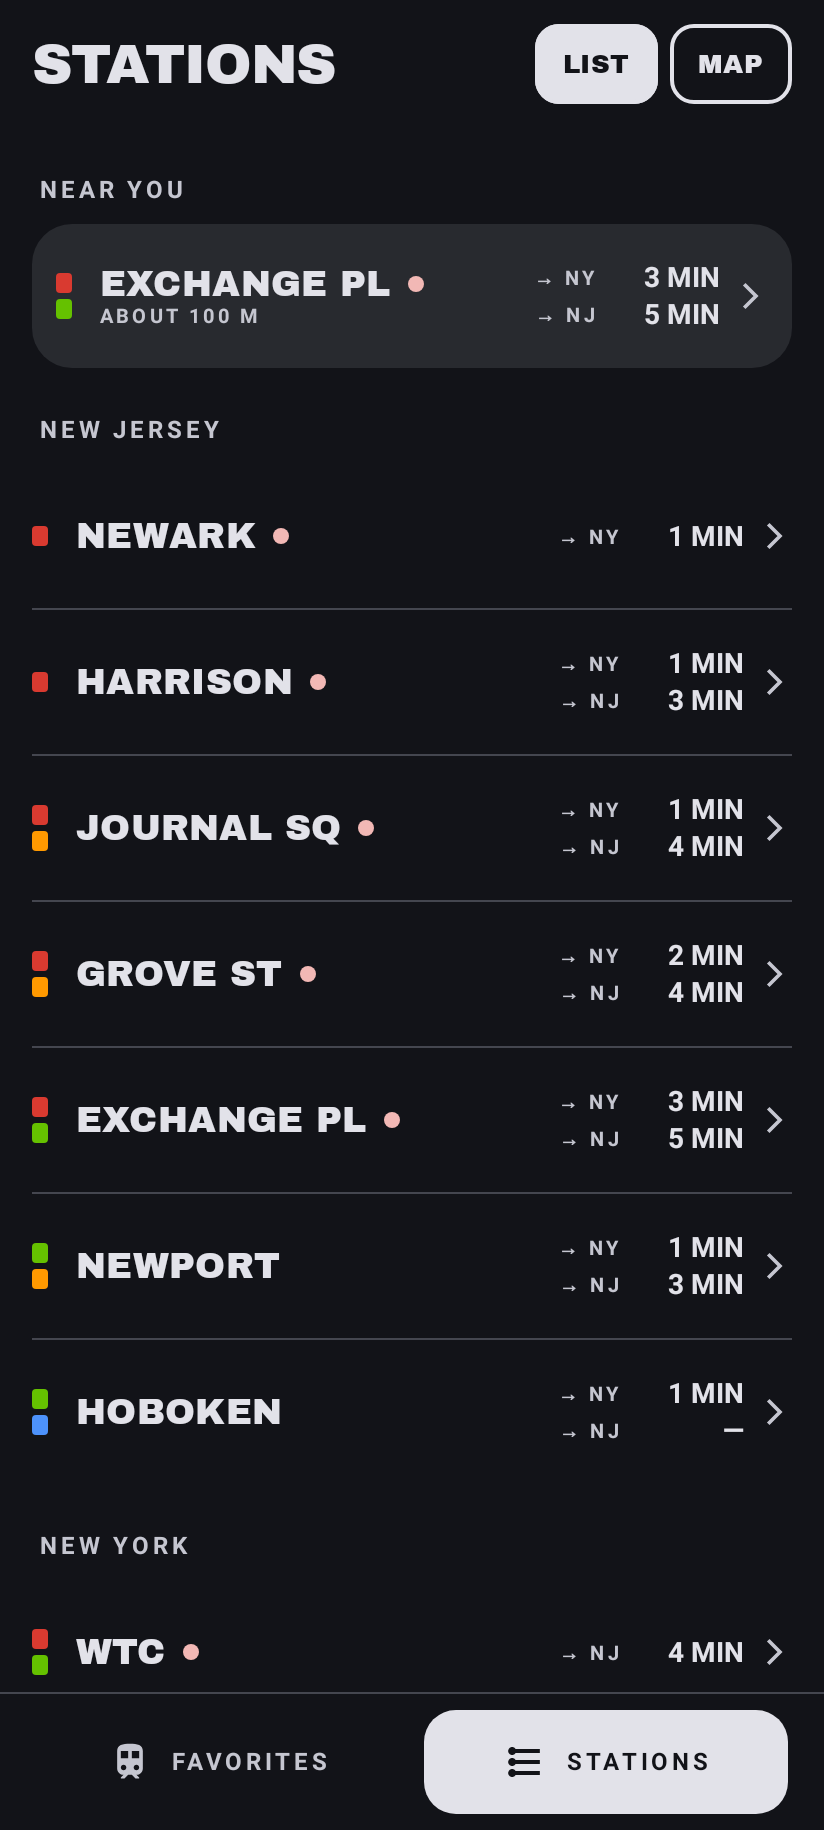 STATIONS
LIST
MAP
NEAR YOU
EXCHANGE PL
ABOUT 100 M
→ NY 3 MIN
→ NJ 5 MIN
NEW JERSEY
NEWARK
→ NY 1 MIN
HARRISON
→ NY 1 MIN
→ NJ 3 MIN
JOURNAL SQ
→ NY 1 MIN
→ NJ 4 MIN
GROVE ST
→ NY 2 MIN
→ NJ 4 MIN
EXCHANGE PL
→ NY 3 MIN
→ NJ 5 MIN
NEWPORT
→ NY 1 MIN
→ NJ 3 MIN
HOBOKEN
→ NY 1 MIN
→ NJ –
NEW YORK
WTC
→ NJ 4 MIN
FAVORITES
STATIONS